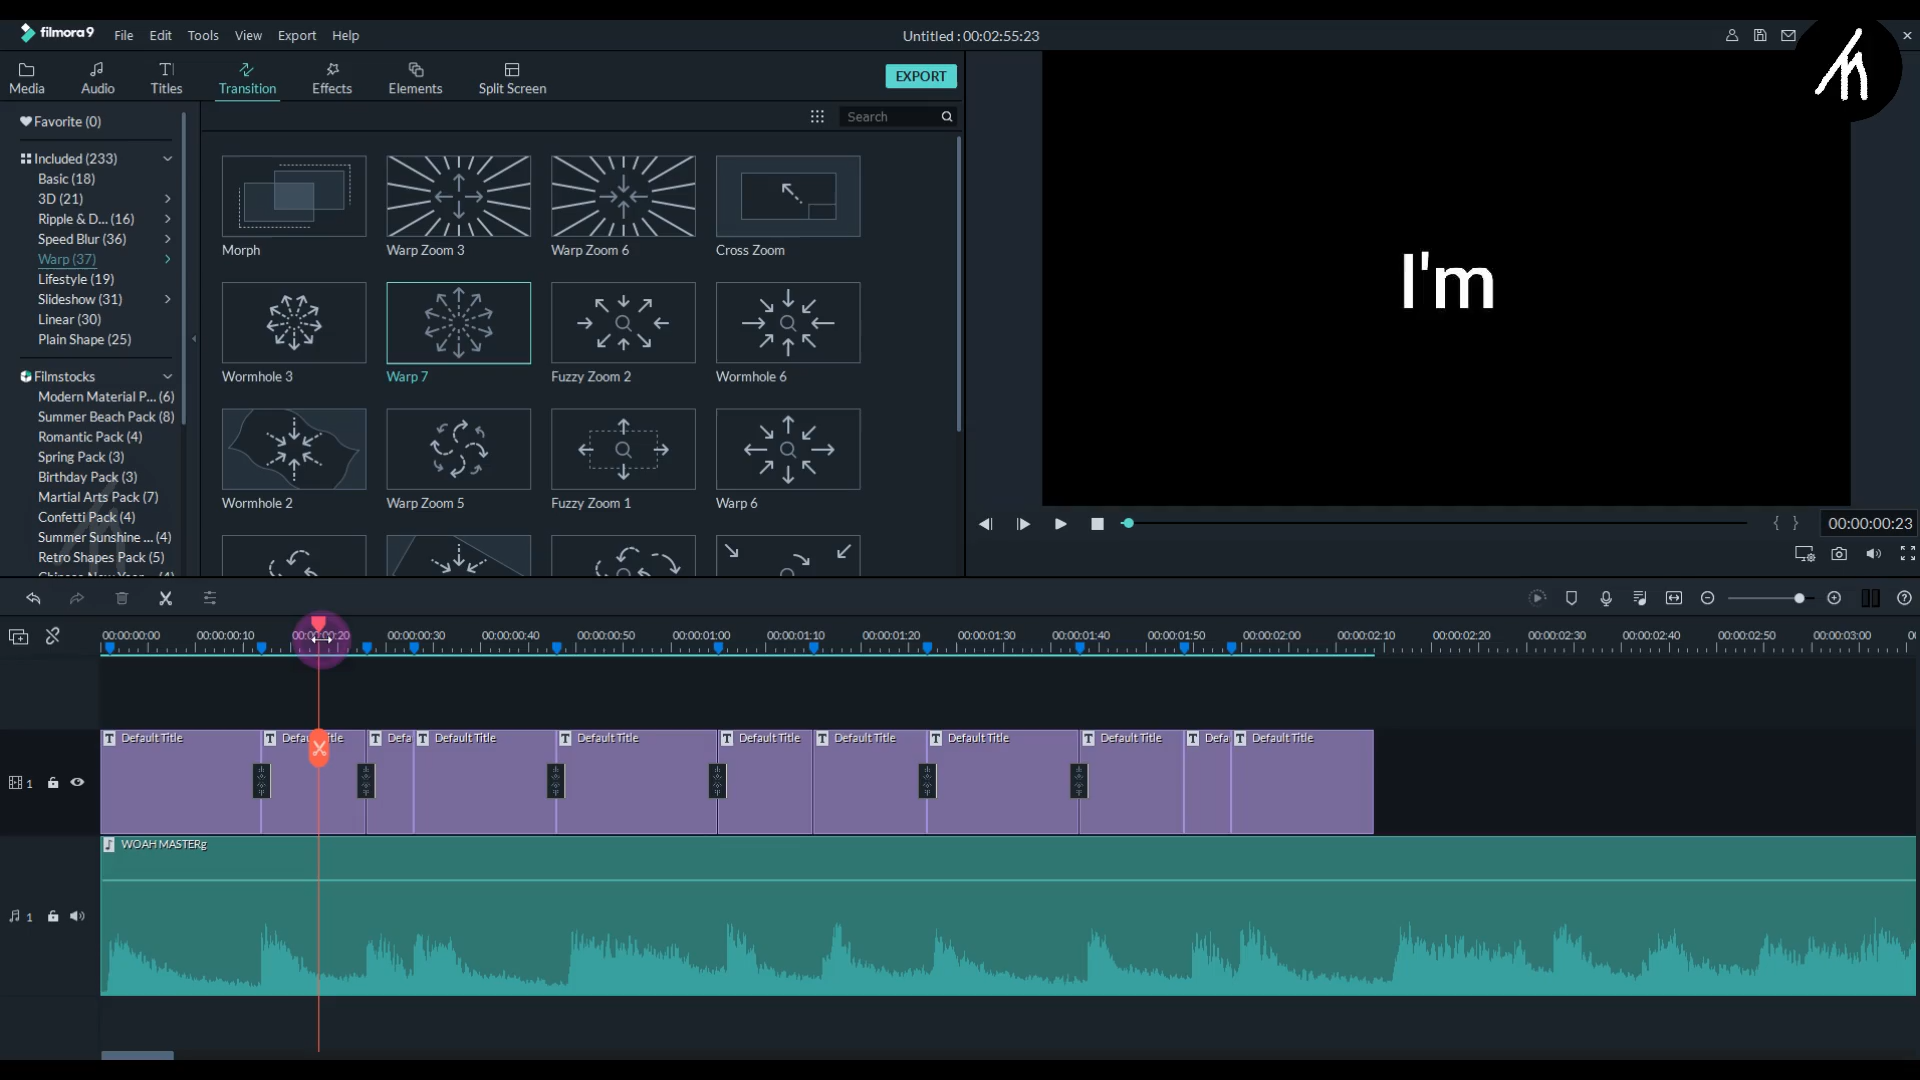 filmora9 File Edit Tools View Export Help Untitled : 00:02:55:23
Media Audio Titles Transition Effects Elements Split Screen EXPORT
Search
Favorite (0)
Included (233)
Basic (18)
3D (21)
Ripple & D... (16)
Speed Blur (36)
Warp (37)
Lifestyle (19)
Slideshow (31)
Linear (30)
Plain Shape (25)
Filmstocks
Modern Material P... (6)
Summer Beach Pack (8)
Romantic Pack (4)
Spring Pack (3)
Birthday Pack (3)
Martial Arts Pack (7)
Confetti Pack (4)
Summer Sunshine ... (4)
Retro Shapes Pack (5)
Morph Warp Zoom 3 Warp Zoom 6 Cross Zoom
Wormhole 3 Warp 7 Fuzzy Zoom 2 Wormhole 6
Wormhole 2 Warp Zoom 5 Fuzzy Zoom 1 Warp 6
I'm
00:00:00:23
00:00:00:00 00:00:00:10 00:00:00:20 00:00:00:30 00:00:00:40 00:00:00:50 00:00:01:00 00:00:01:10 00:00:01:20 00:00:01:30 00:00:01:40 00:00:01:50 00:00:02:00 00:00:02:10 00:00:02:20 00:00:02:30 00:00:02:40 00:00:02:50 00:00:03:00
T Default Title T Default Title T Defa T Default Title T Default Title T Default Title T Default Title T Default Title T Default Title T Defa T Default Title
1
WOAH MASTERg
1